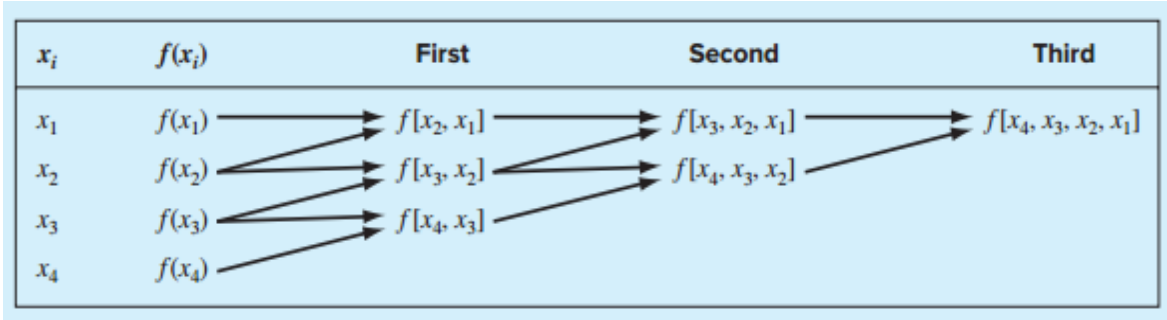 xᵢ f(xᵢ) First Second Third
x₁ f(x₁) f[x₂, x₁] f[x₃, x₂, x₁] f[x₄, x₃, x₂, x₁]
x₂ f(x₂) f[x₃, x₂] f[x₄, x₃, x₂]
x₃ f(x₃) f[x₄, x₃]
x₄ f(x₄)